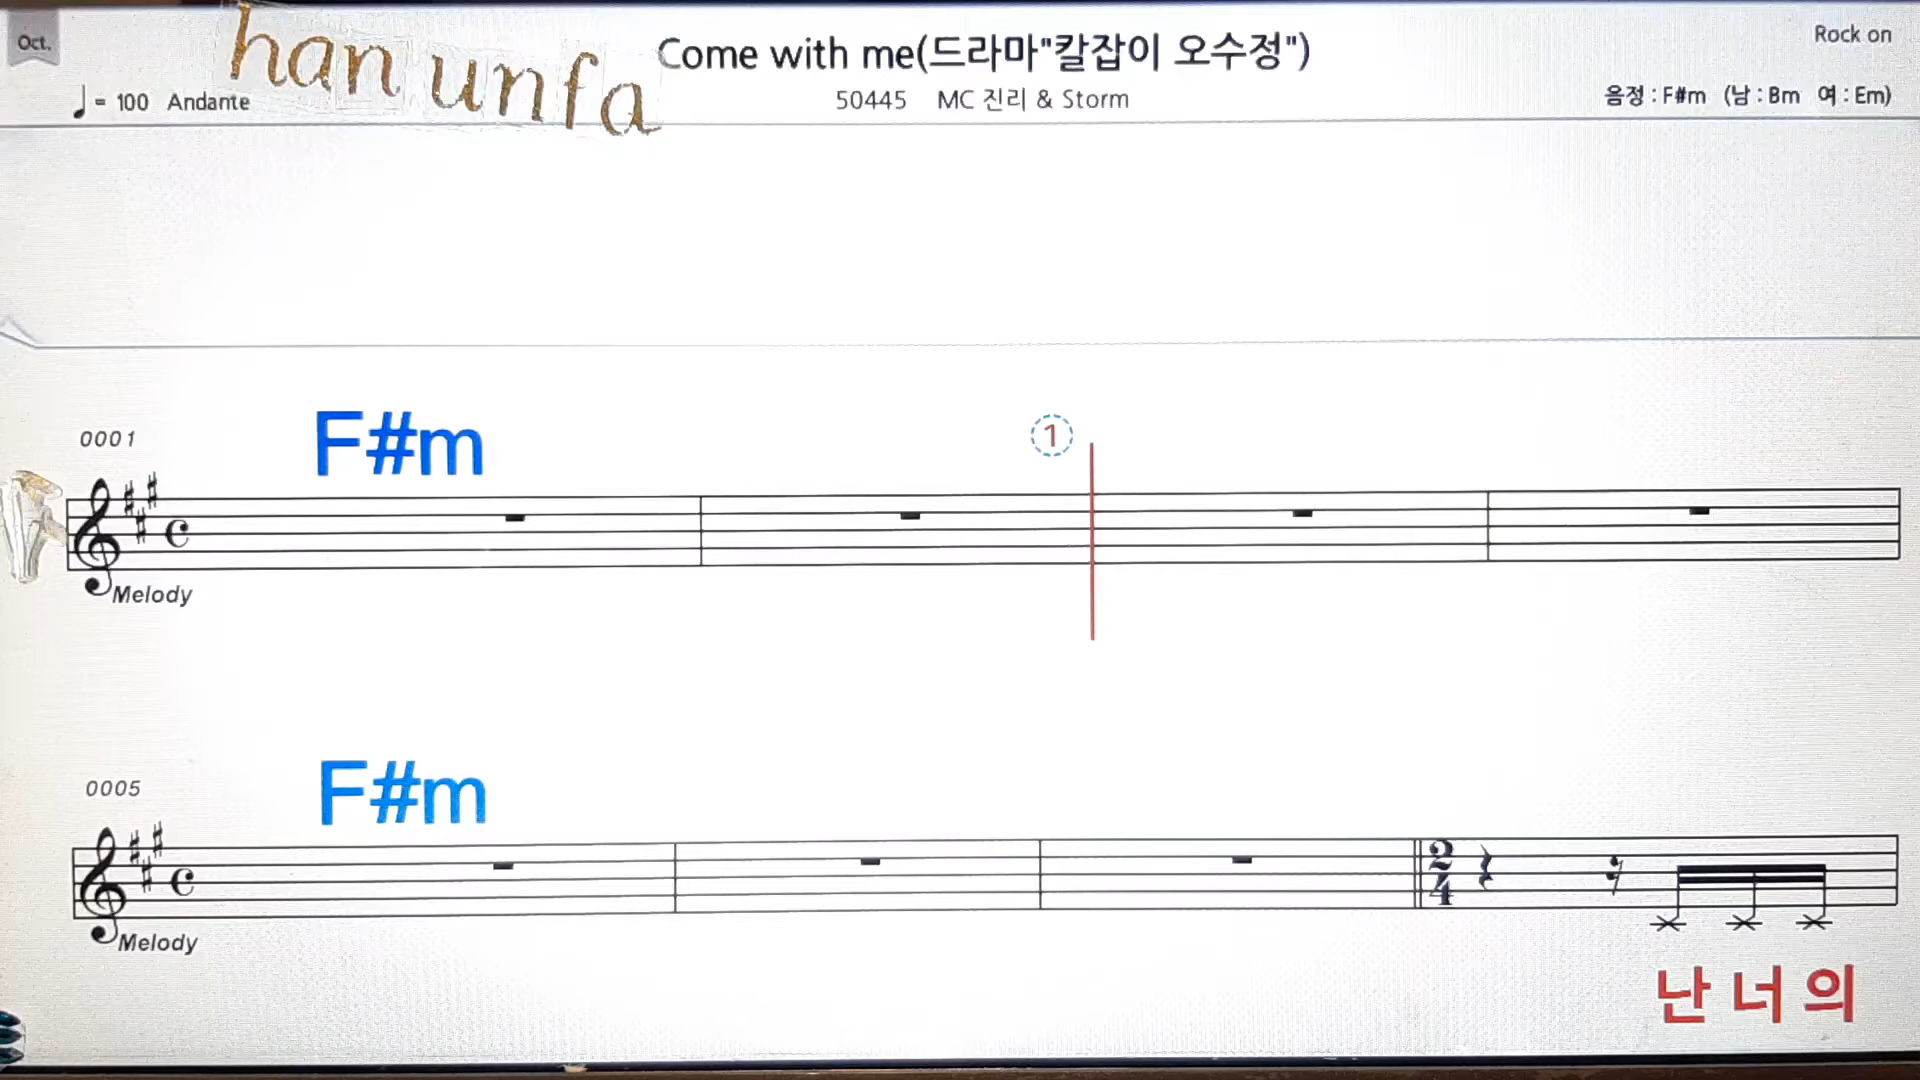 Oct.
han unfa
Come with me(드라마"칼잡이 오수정")
Rock on
♩ = 100 Andante
50445 MC 진리 & Storm
음정 : F#m (남 : Bm 여 : Em)
0001
F#m
1
Melody
0005
F#m
2
4
Melody
난 너 의